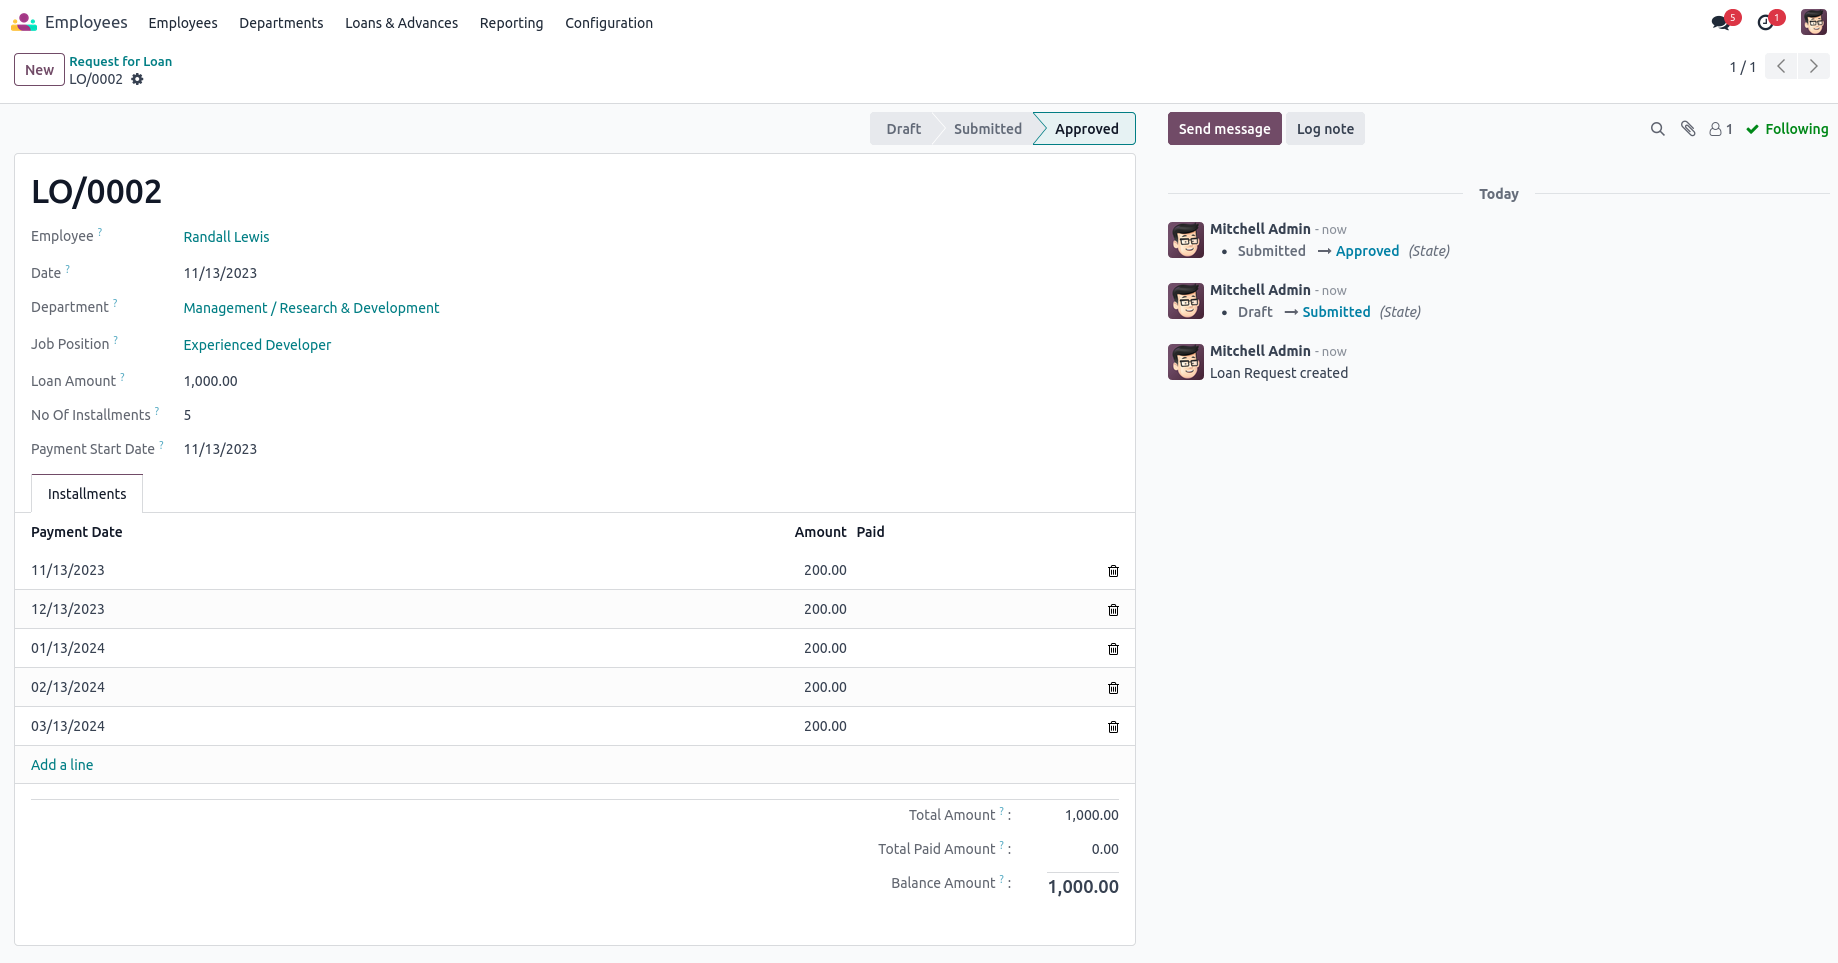 Employees Employees Departments Loans & Advances Reporting Configuration 5 1
New Request for Loan
LO/0002
1 / 1
Draft Submitted Approved
Send message Log note 1 Following
LO/0002
Employee ? Randall Lewis
Date ? 11/13/2023
Department ? Management / Research & Development
Job Position ? Experienced Developer
Loan Amount ? 1,000.00
No Of Installments ? 5
Payment Start Date ? 11/13/2023
Installments
Payment Date Amount Paid
11/13/2023 200.00
12/13/2023 200.00
01/13/2024 200.00
02/13/2024 200.00
03/13/2024 200.00
Add a line
Total Amount ? : 1,000.00
Total Paid Amount ? : 0.00
Balance Amount ? : 1,000.00
Today
Mitchell Admin - now
• Submitted → Approved (State)
Mitchell Admin - now
• Draft → Submitted (State)
Mitchell Admin - now
Loan Request created